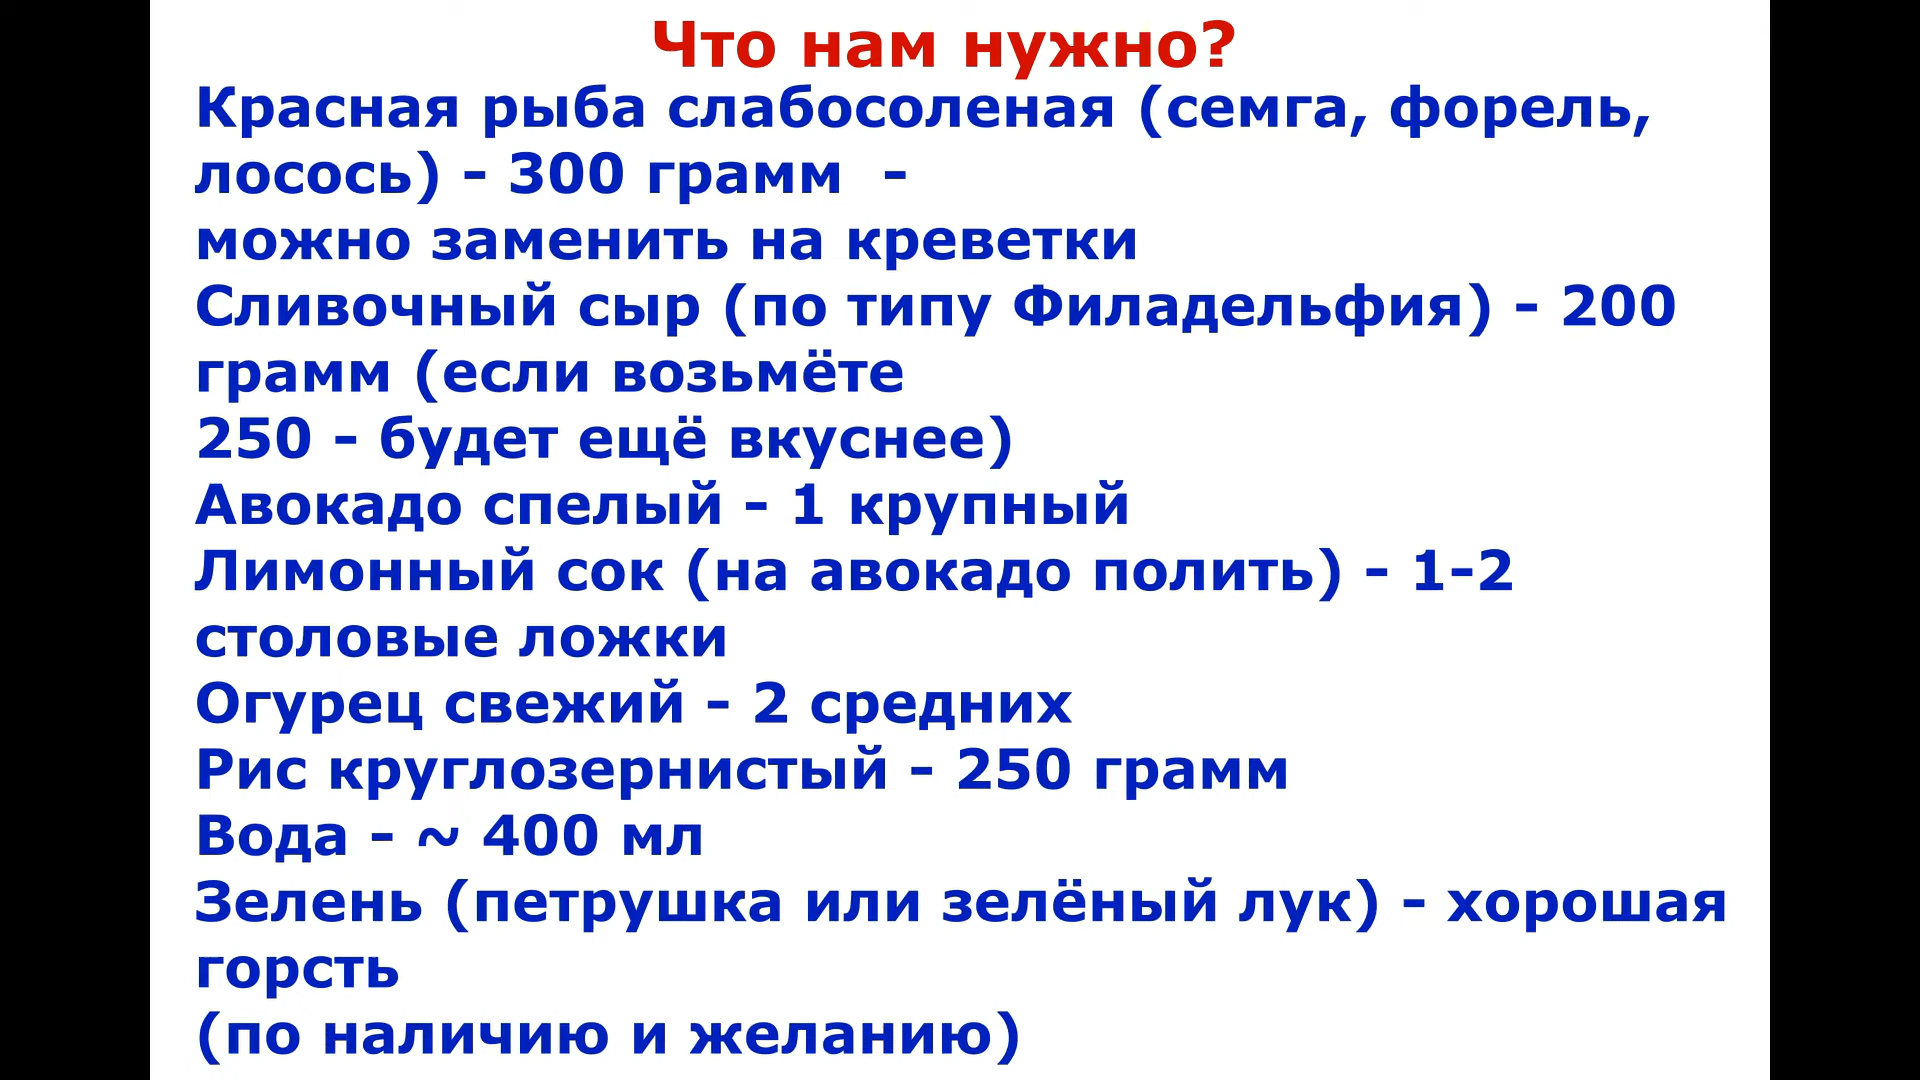 Что нам нужно?
Красная рыба слабосоленая (семга, форель,
лосось) - 300 грамм  -
можно заменить на креветки
Сливочный сыр (по типу Филадельфия) - 200
грамм (если возьмёте
250 - будет ещё вкуснее)
Авокадо спелый - 1 крупный
Лимонный сок (на авокадо полить) - 1-2
столовые ложки
Огурец свежий - 2 средних
Рис круглозернистый - 250 грамм
Вода - ~ 400 мл
Зелень (петрушка или зелёный лук) - хорошая
горсть
(по наличию и желанию)